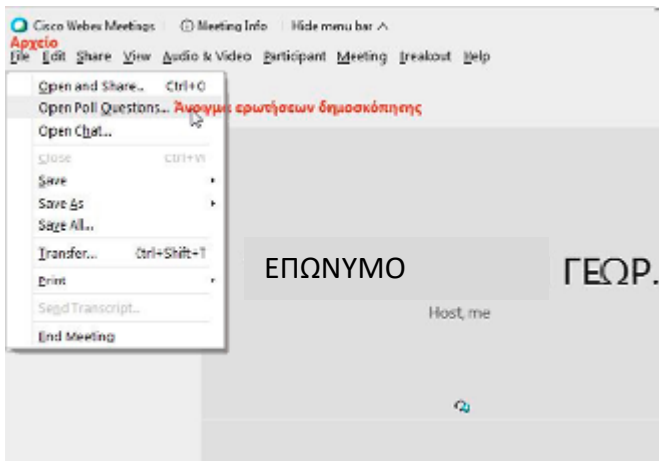 Cisco Webex Meetings ⓘ Meeting Info Hide menu bar ^
Αρχείο
File Edit Share View Audio & Video Participant Meeting Breakout Help
Open and Share... Ctrl+O
Open Poll Questions... Άνοιγμα ερωτήσεων δημοσκόπησης
Open Chat...
Close Ctrl+W
Save
Save As
Save All...
Transfer... Ctrl+Shift+T
Print
Send Transcript...
End Meeting
ΕΠΩΝΥΜΟ ΓΕΩΡ.
Host, me